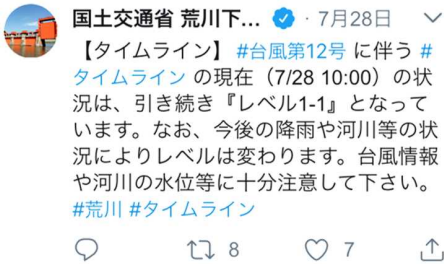 国土交通省 荒川下... · 7月28日
【タイムライン】 #台風第12号 に伴う #
タイムライン の現在（7/28 10:00）の状
況は、引き続き『レベル1-1』となって
います。なお、今後の降雨や河川等の状
況によりレベルは変わります。台風情報
や河川の水位等に十分注意して下さい。
#荒川 #タイムライン
8 7